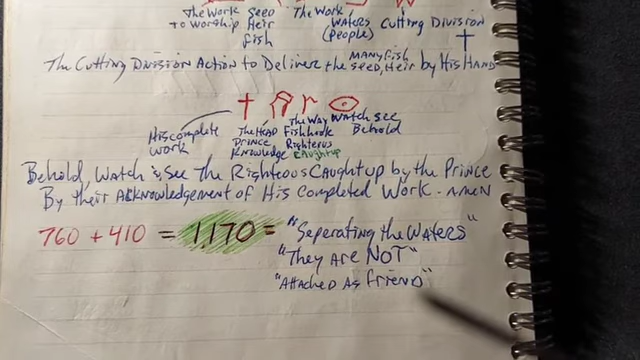 The Work Seed The Work Waters Cutting Division
to Worship Heir (People)
Fish
The Cutting Division Action to Deliver the many fish seed, Heir by His Hand
His complete Work The Head Prince Knowledge The Way Fishhook Righteous Caught up Watch See Behold
Behold, Watch & See The Righteous Caught up by the Prince
By their Acknowledgement of His Completed Work - AMEN
760 + 410 = 1,170 = "Seperating the Waters"
"They are NOT"
"Attached As friend"